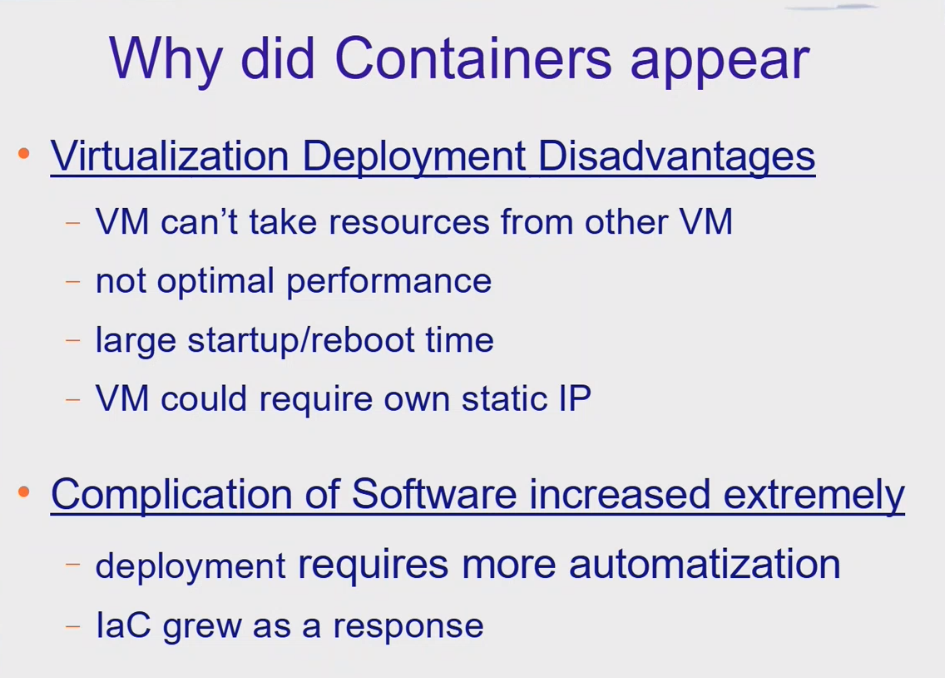 Why did Containers appear
• Virtualization Deployment Disadvantages
– VM can’t take resources from other VM
– not optimal performance
– large startup/reboot time
– VM could require own static IP
• Complication of Software increased extremely
– deployment requires more automatization
– IaC grew as a response